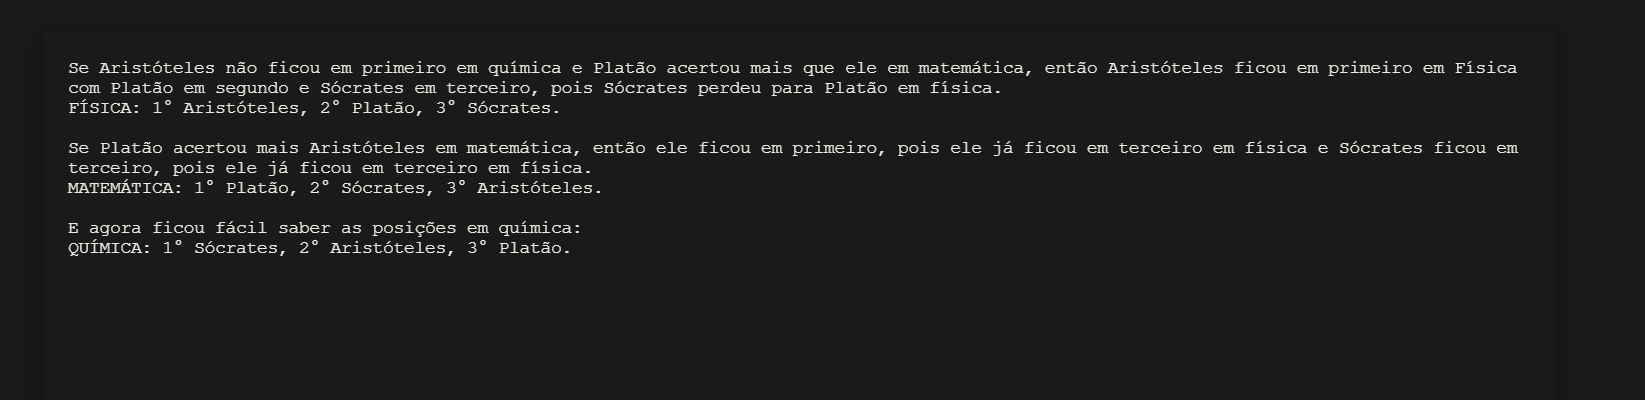 Se Aristóteles não ficou em primeiro em química e Platão acertou mais que ele em matemática, então Aristóteles ficou em primeiro em Física
com Platão em segundo e Sócrates em terceiro, pois Sócrates perdeu para Platão em física.
FÍSICA: 1° Aristóteles, 2° Platão, 3° Sócrates.
Se Platão acertou mais Aristóteles em matemática, então ele ficou em primeiro, pois ele já ficou em terceiro em física e Sócrates ficou em
terceiro, pois ele já ficou em terceiro em física.
MATEMÁTICA: 1° Platão, 2° Sócrates, 3° Aristóteles.
E agora ficou fácil saber as posições em química:
QUÍMICA: 1° Sócrates, 2° Aristóteles, 3° Platão.